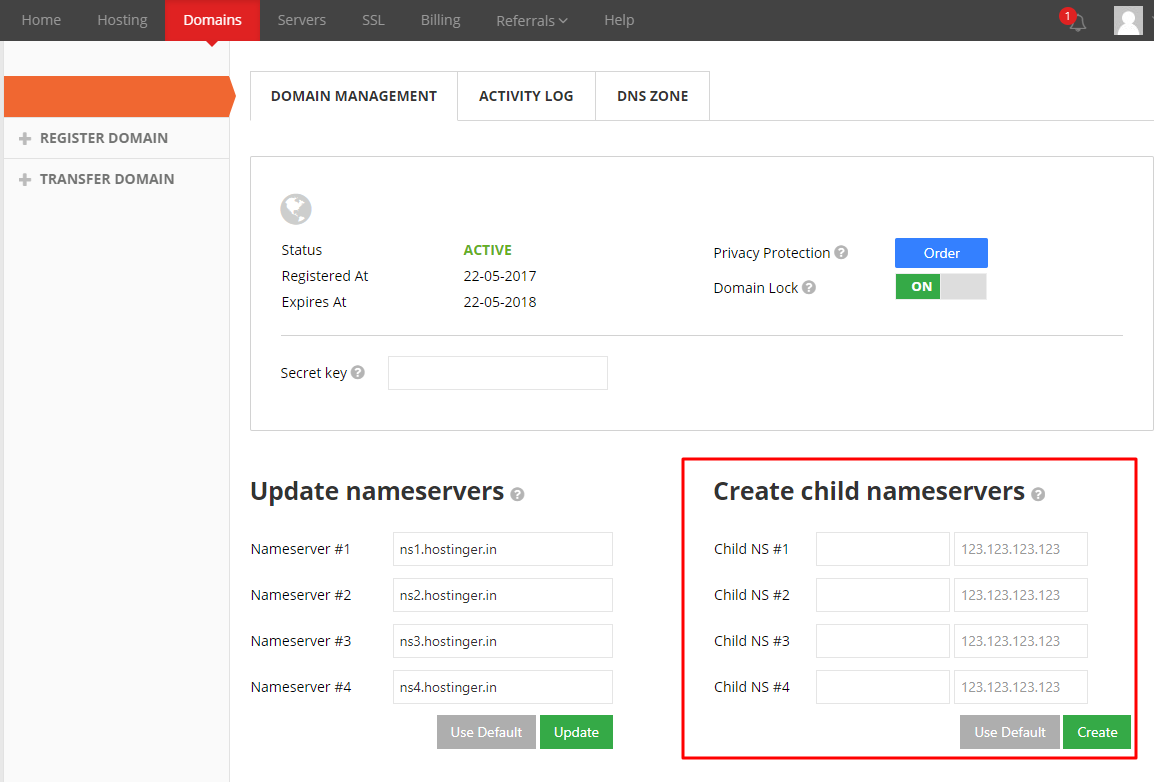 Home Hosting Domains Servers SSL Billing Referrals Help 1
REGISTER DOMAIN
TRANSFER DOMAIN
DOMAIN MANAGEMENT ACTIVITY LOG DNS ZONE
Status ACTIVE
Registered At 22-05-2017
Expires At 22-05-2018
Privacy Protection ? Order
Domain Lock ? ON
Secret key ?
Update nameservers ?
Nameserver #1 ns1.hostinger.in
Nameserver #2 ns2.hostinger.in
Nameserver #3 ns3.hostinger.in
Nameserver #4 ns4.hostinger.in
Use Default Update
Create child nameservers ?
Child NS #1 123.123.123.123
Child NS #2 123.123.123.123
Child NS #3 123.123.123.123
Child NS #4 123.123.123.123
Use Default Create